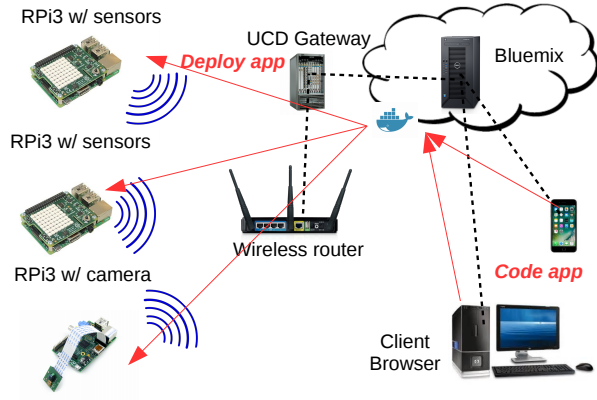 RPi3 w/ sensors
UCD Gateway
Deploy app
Bluemix
RPi3 w/ sensors
Wireless router
RPi3 w/ camera
Code app
Client
Browser